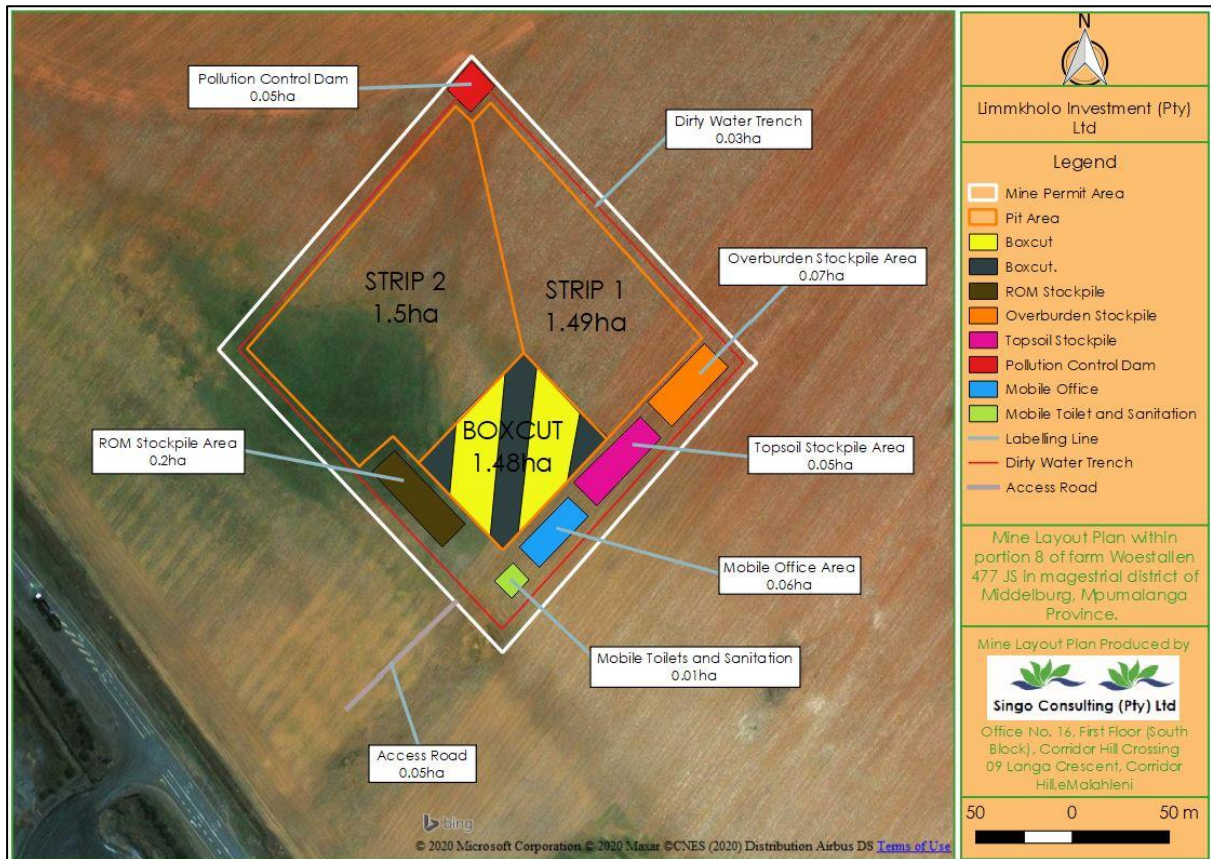 Pollution Control Dam
0.05ha
Dirty Water Trench
0.03ha
Overburden Stockpile Area
0.07ha
STRIP 2
1.5ha
STRIP 1
1.49ha
ROM Stockpile Area
0.2ha
BOXCUT
1.48ha
Topsoil Stockpile Area
0.05ha
Mobile Office Area
0.06ha
Mobile Toilets and Sanitation
0.01ha
Access Road
0.05ha
bing
© 2020 Microsoft Corporation © 2020 Maxar ©CNES (2020) Distribution Airbus DS Terms of Use
N
Limmkholo Investment (Pty)
Ltd
Legend
Mine Permit Area
Pit Area
Boxcut
Boxcut.
ROM Stockpile
Overburden Stockpile
Topsoil Stockpile
Pollution Control Dam
Mobile Office
Mobile Toilet and Sanitation
Labelling Line
Dirty Water Trench
Access Road
Mine Layout Plan within
portion 8 of farm Woestallen
477 JS in magestrial district of
Middelburg, Mpumalanga
Province.
Mine Layout Plan Produced by
Singo Consulting (Pty) Ltd
Office No. 16, First Floor (South
Block), Corridor Hill Crossing
09 Langa Crescent, Corridor
Hill,eMalahleni
50 0 50 m